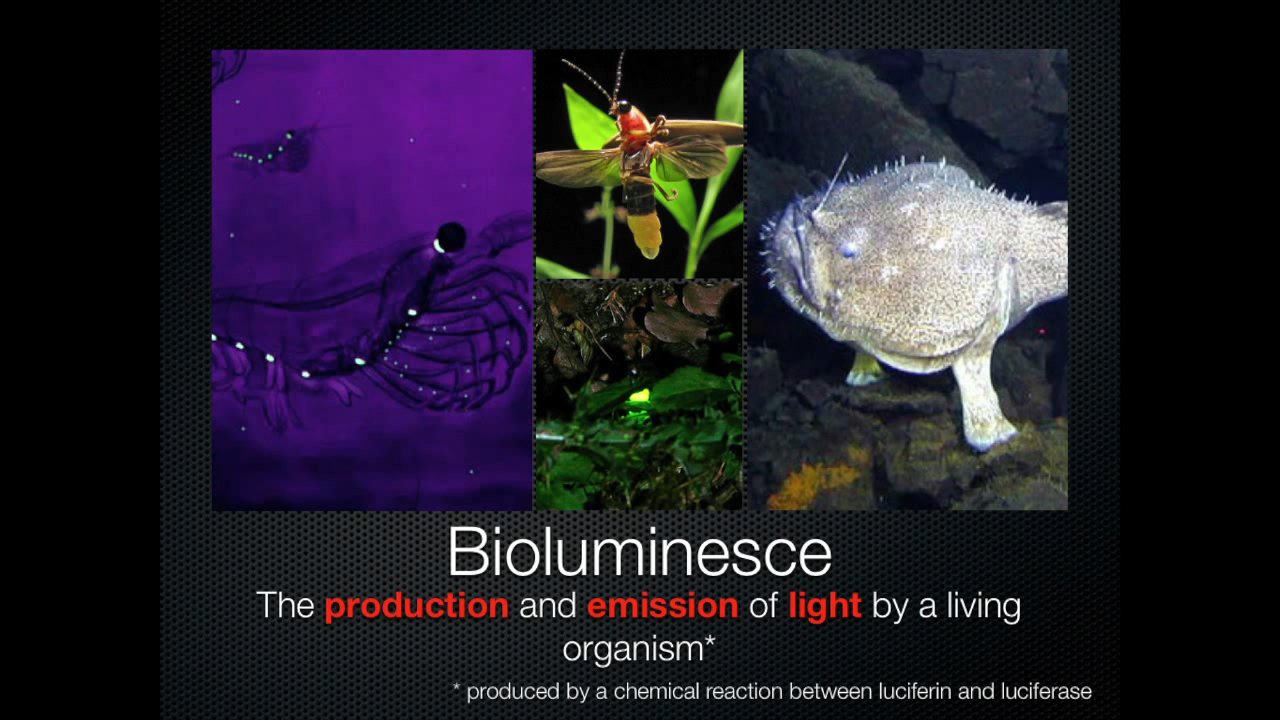 Bioluminesce
The production and emission of light by a living
organism*
* produced by a chemical reaction between luciferin and luciferase